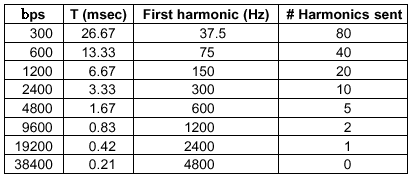 bps T (msec) First harmonic (Hz) # Harmonics sent
300 26.67 37.5 80
600 13.33 75 40
1200 6.67 150 20
2400 3.33 300 10
4800 1.67 600 5
9600 0.83 1200 2
19200 0.42 2400 1
38400 0.21 4800 0